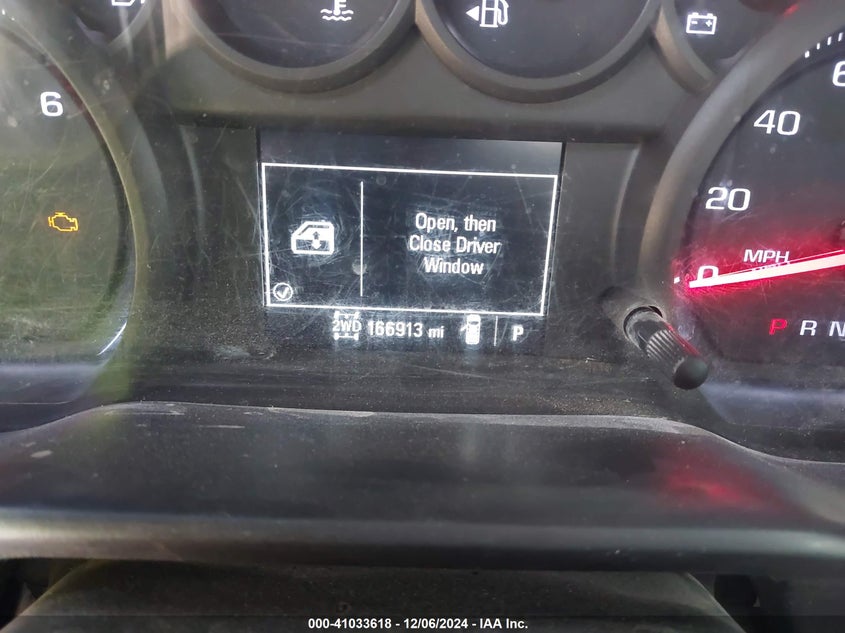 6
40
20
0
MPH
Open, then
Close Driver
Window
2WD 166913 mi P
P R N
000-41033618 - 12/06/2024 - IAA Inc.